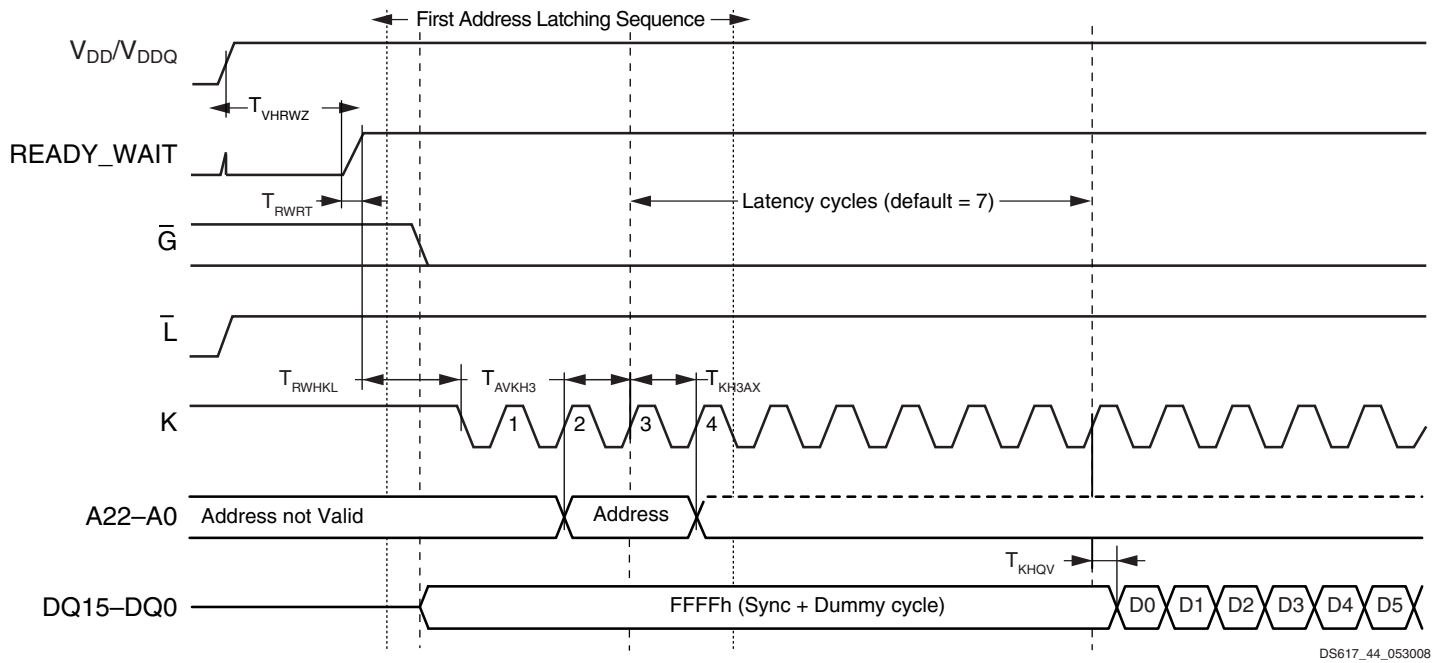 First Address Latching Sequence
VDD/VDDQ
TVHRWZ
READY_WAIT
TRWRT
Latency cycles (default = 7)
G̅
L̅
TRWHKL
TAVKH3
TKH3AX
K
1 2 3 4
A22–A0
Address not Valid
Address
TKHQV
DQ15–DQ0
FFFFh (Sync + Dummy cycle)
D0 D1 D2 D3 D4 D5
DS617_44_053008